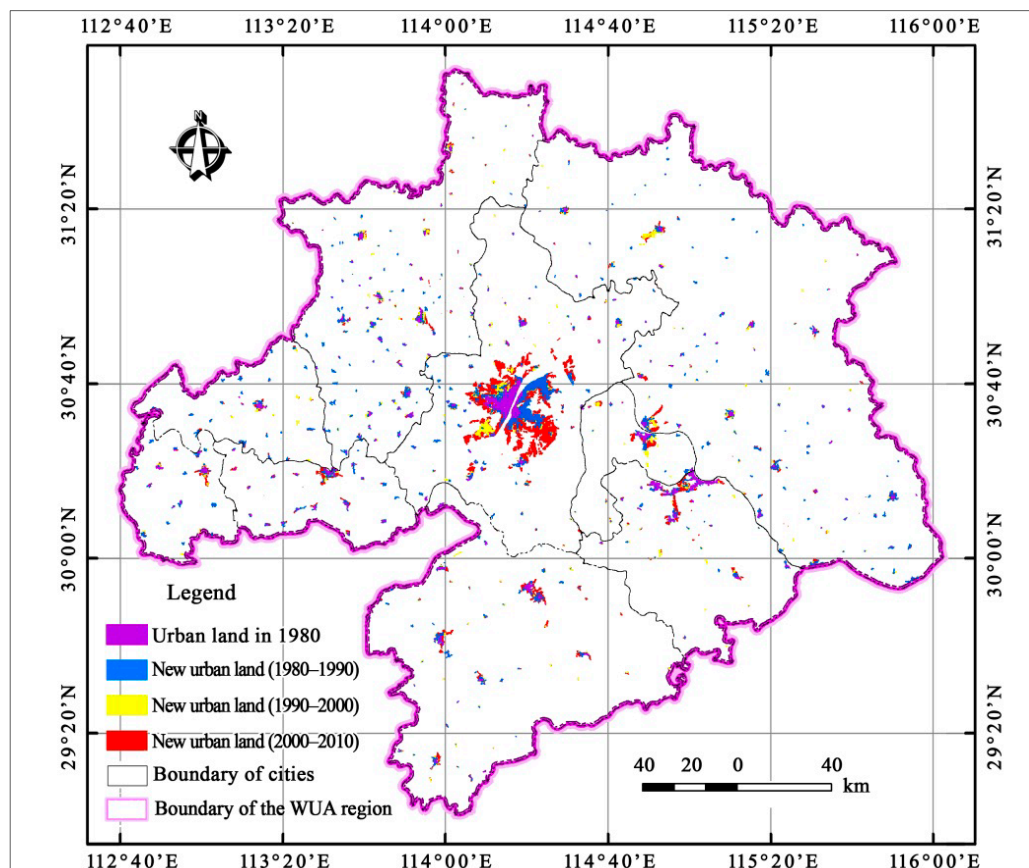 112°40’E 113°20’E 114°00’E 114°40’E 115°20’E 116°00’E
N
31°20’N 31°20’N
30°40’N 30°40’N
30°00’N 30°00’N
29°20’N 29°20’N
Legend
Urban land in 1980
New urban land (1980–1990)
New urban land (1990–2000)
New urban land (2000–2010)
Boundary of cities
Boundary of the WUA region
40 20 0 40
km
112°40’E 113°20’E 114°00’E 114°40’E 115°20’E 116°00’E